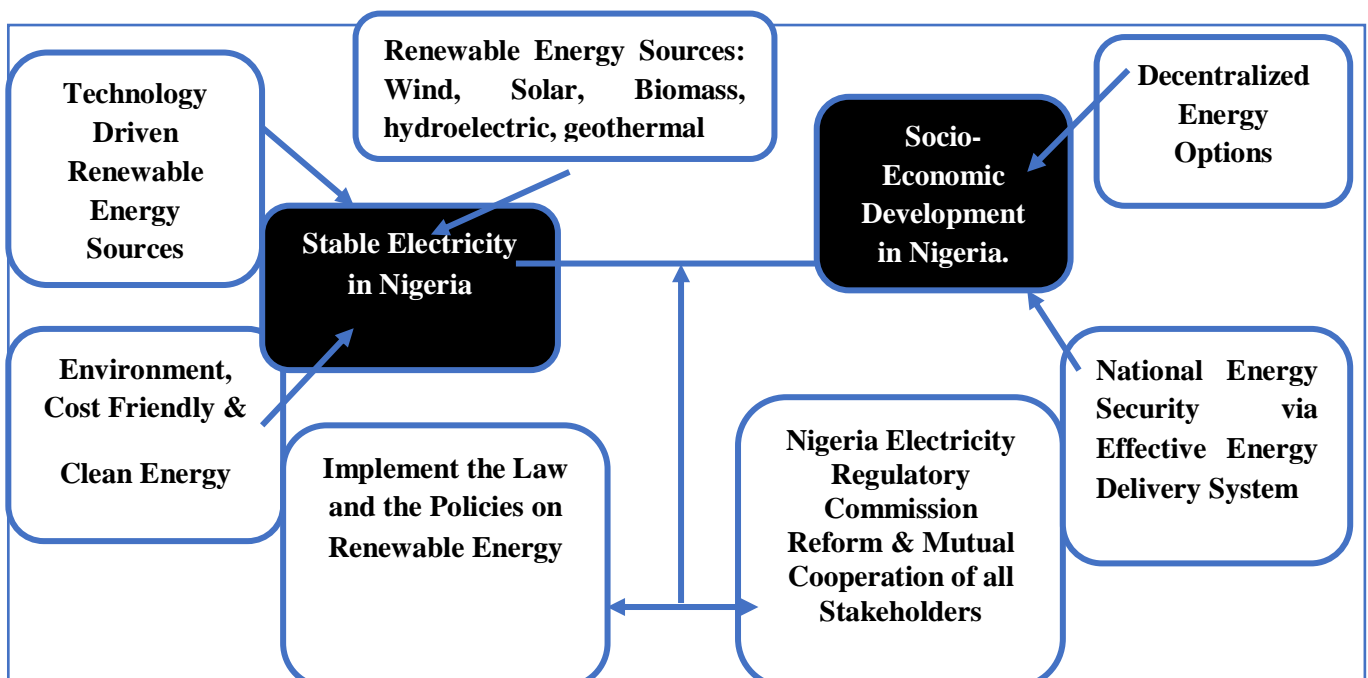 Renewable Energy Sources:
Wind, Solar, Biomass,
hydroelectric, geothermal
Technology
Driven
Renewable
Energy
Sources
Decentralized
Energy
Options
Socio-
Economic
Development
in Nigeria.
Stable Electricity
in Nigeria
Environment,
Cost Friendly &
Clean Energy
National Energy
Security via
Effective Energy
Delivery System
Implement the Law
and the Policies on
Renewable Energy
Nigeria Electricity
Regulatory
Commission
Reform & Mutual
Cooperation of all
Stakeholders